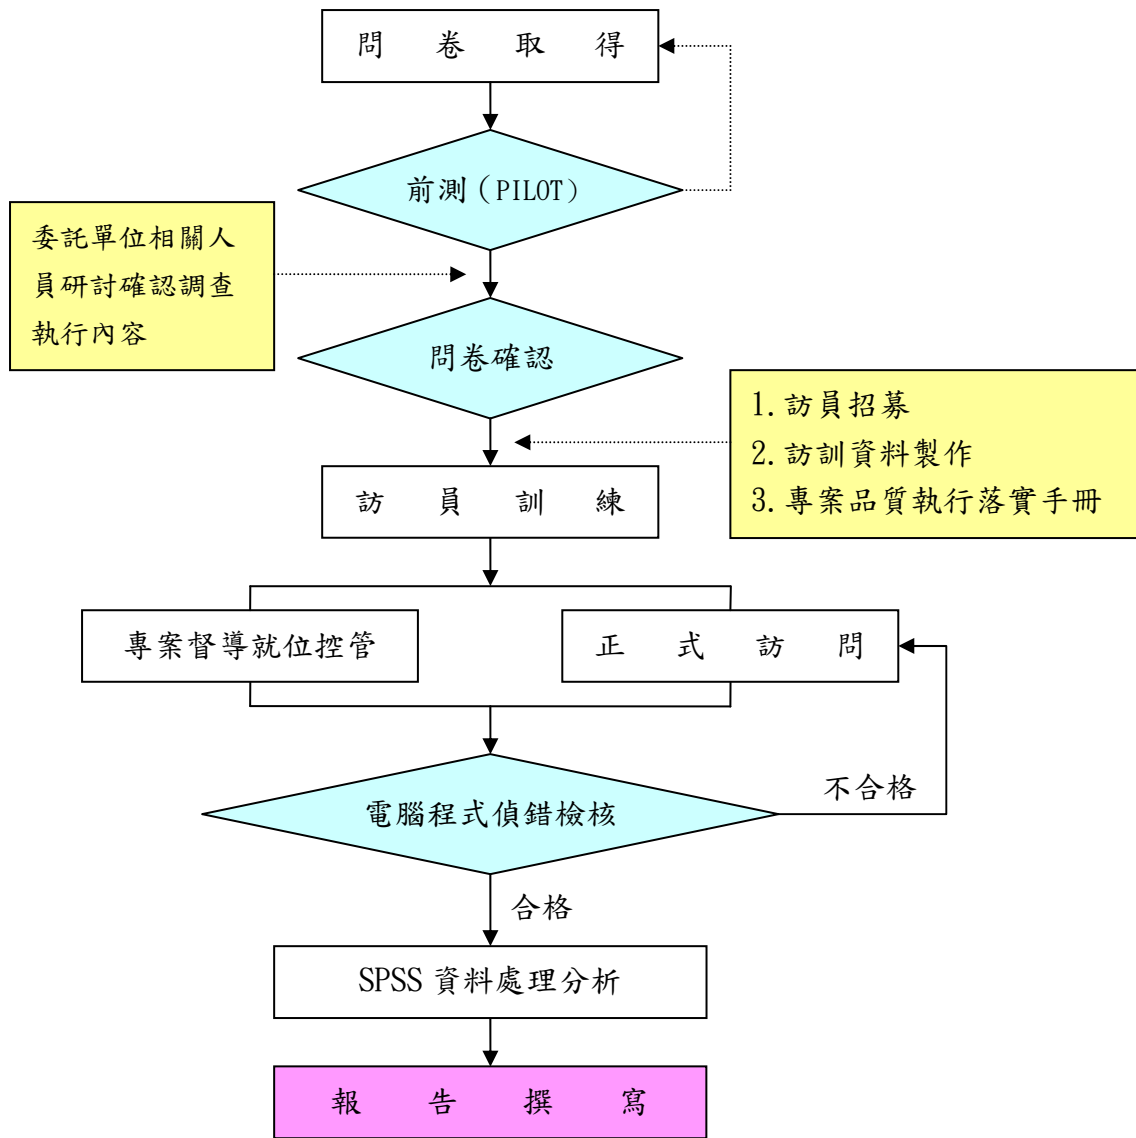 問卷取得
前測（PILOT）
委託單位相關人
員研討確認調查
執行內容
問卷確認
1.訪員招募
2.訪訓資料製作
3.專案品質執行落實手冊
訪員訓練
專案督導就位控管
正式訪問
不合格
電腦程式偵錯檢核
合格
SPSS 資料處理分析
報告撰寫